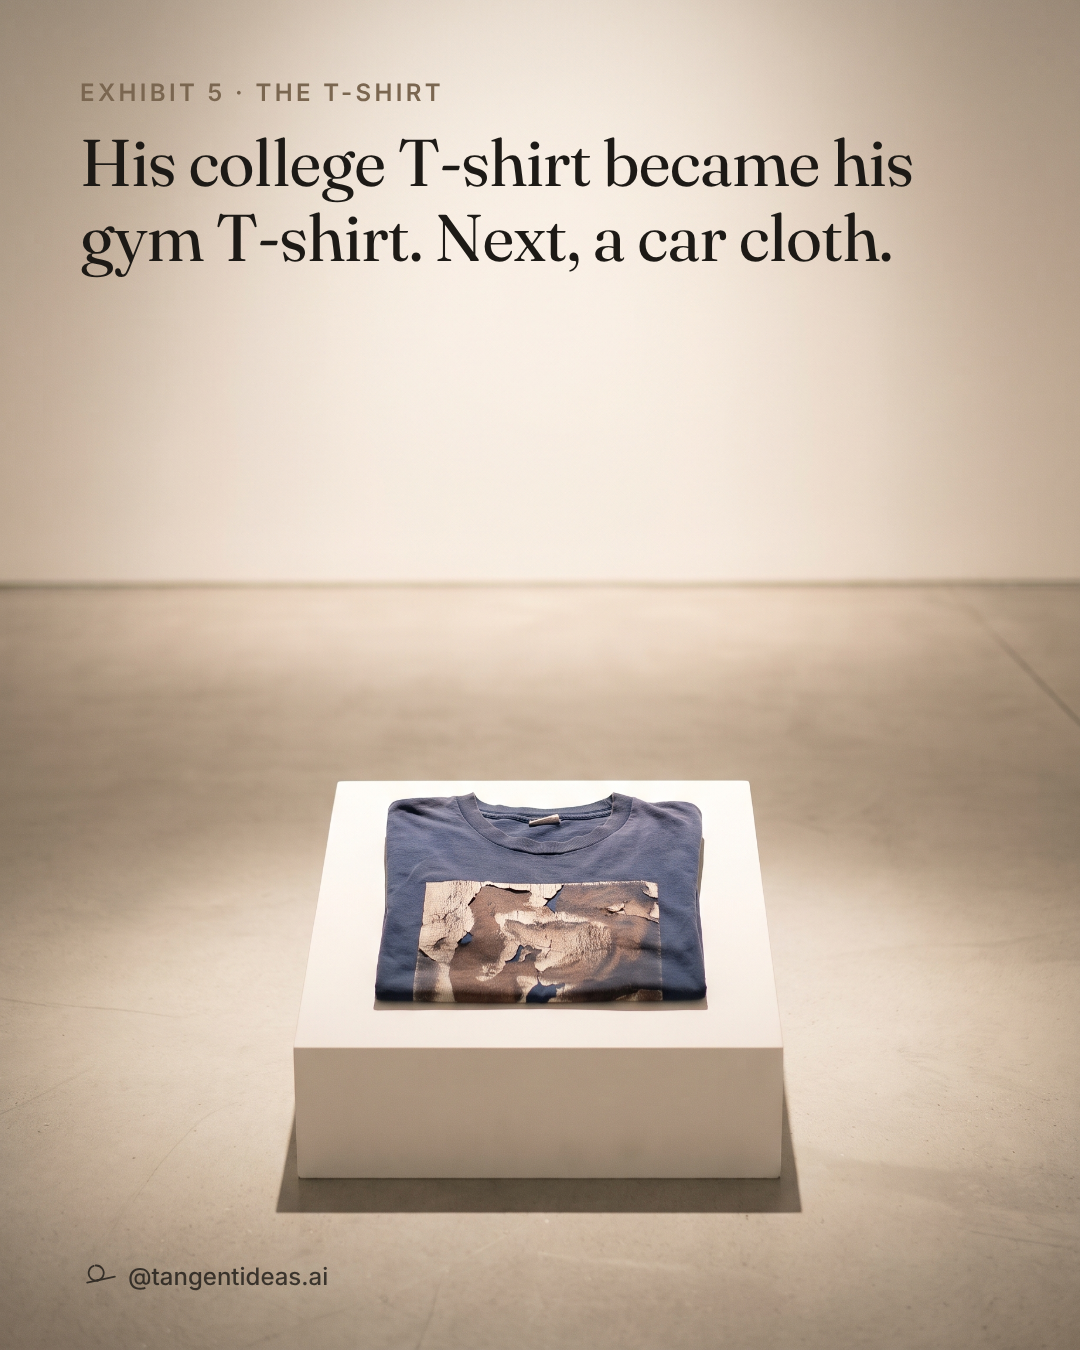 EXHIBIT 5 · THE T-SHIRT
His college T-shirt became his
gym T-shirt. Next, a car cloth.
@tangentideas.ai